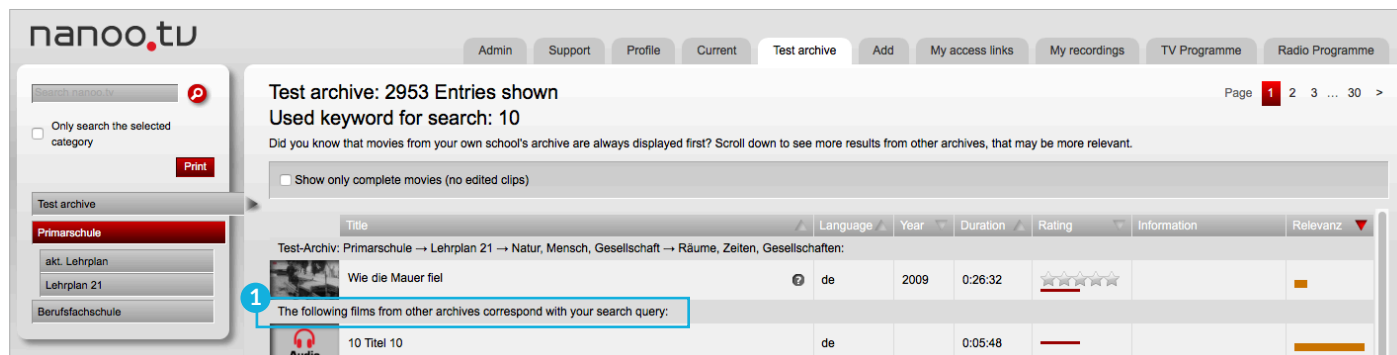 nanoo.tv
Admin Support Profile Current Test archive Add My access links My recordings TV Programme Radio Programme
Search nanoo.tv
Only search the selected
category
Print
Test archive
Primarschule
akt. Lehrplan
Lehrplan 21
Berufsfachschule
Test archive: 2953 Entries shown
Page 1 2 3 ... 30 >
Used keyword for search: 10
Did you know that movies from your own school's archive are always displayed first? Scroll down to see more results from other archives, that may be more relevant.
Show only complete movies (no edited clips)
Title Language Year Duration Rating Information Relevanz
Test-Archiv: Primarschule → Lehrplan 21 → Natur, Mensch, Gesellschaft → Räume, Zeiten, Gesellschaften:
Wie die Mauer fiel ? de 2009 0:26:32
1
The following films from other archives correspond with your search query:
Audio
10 Titel 10 de 0:05:48